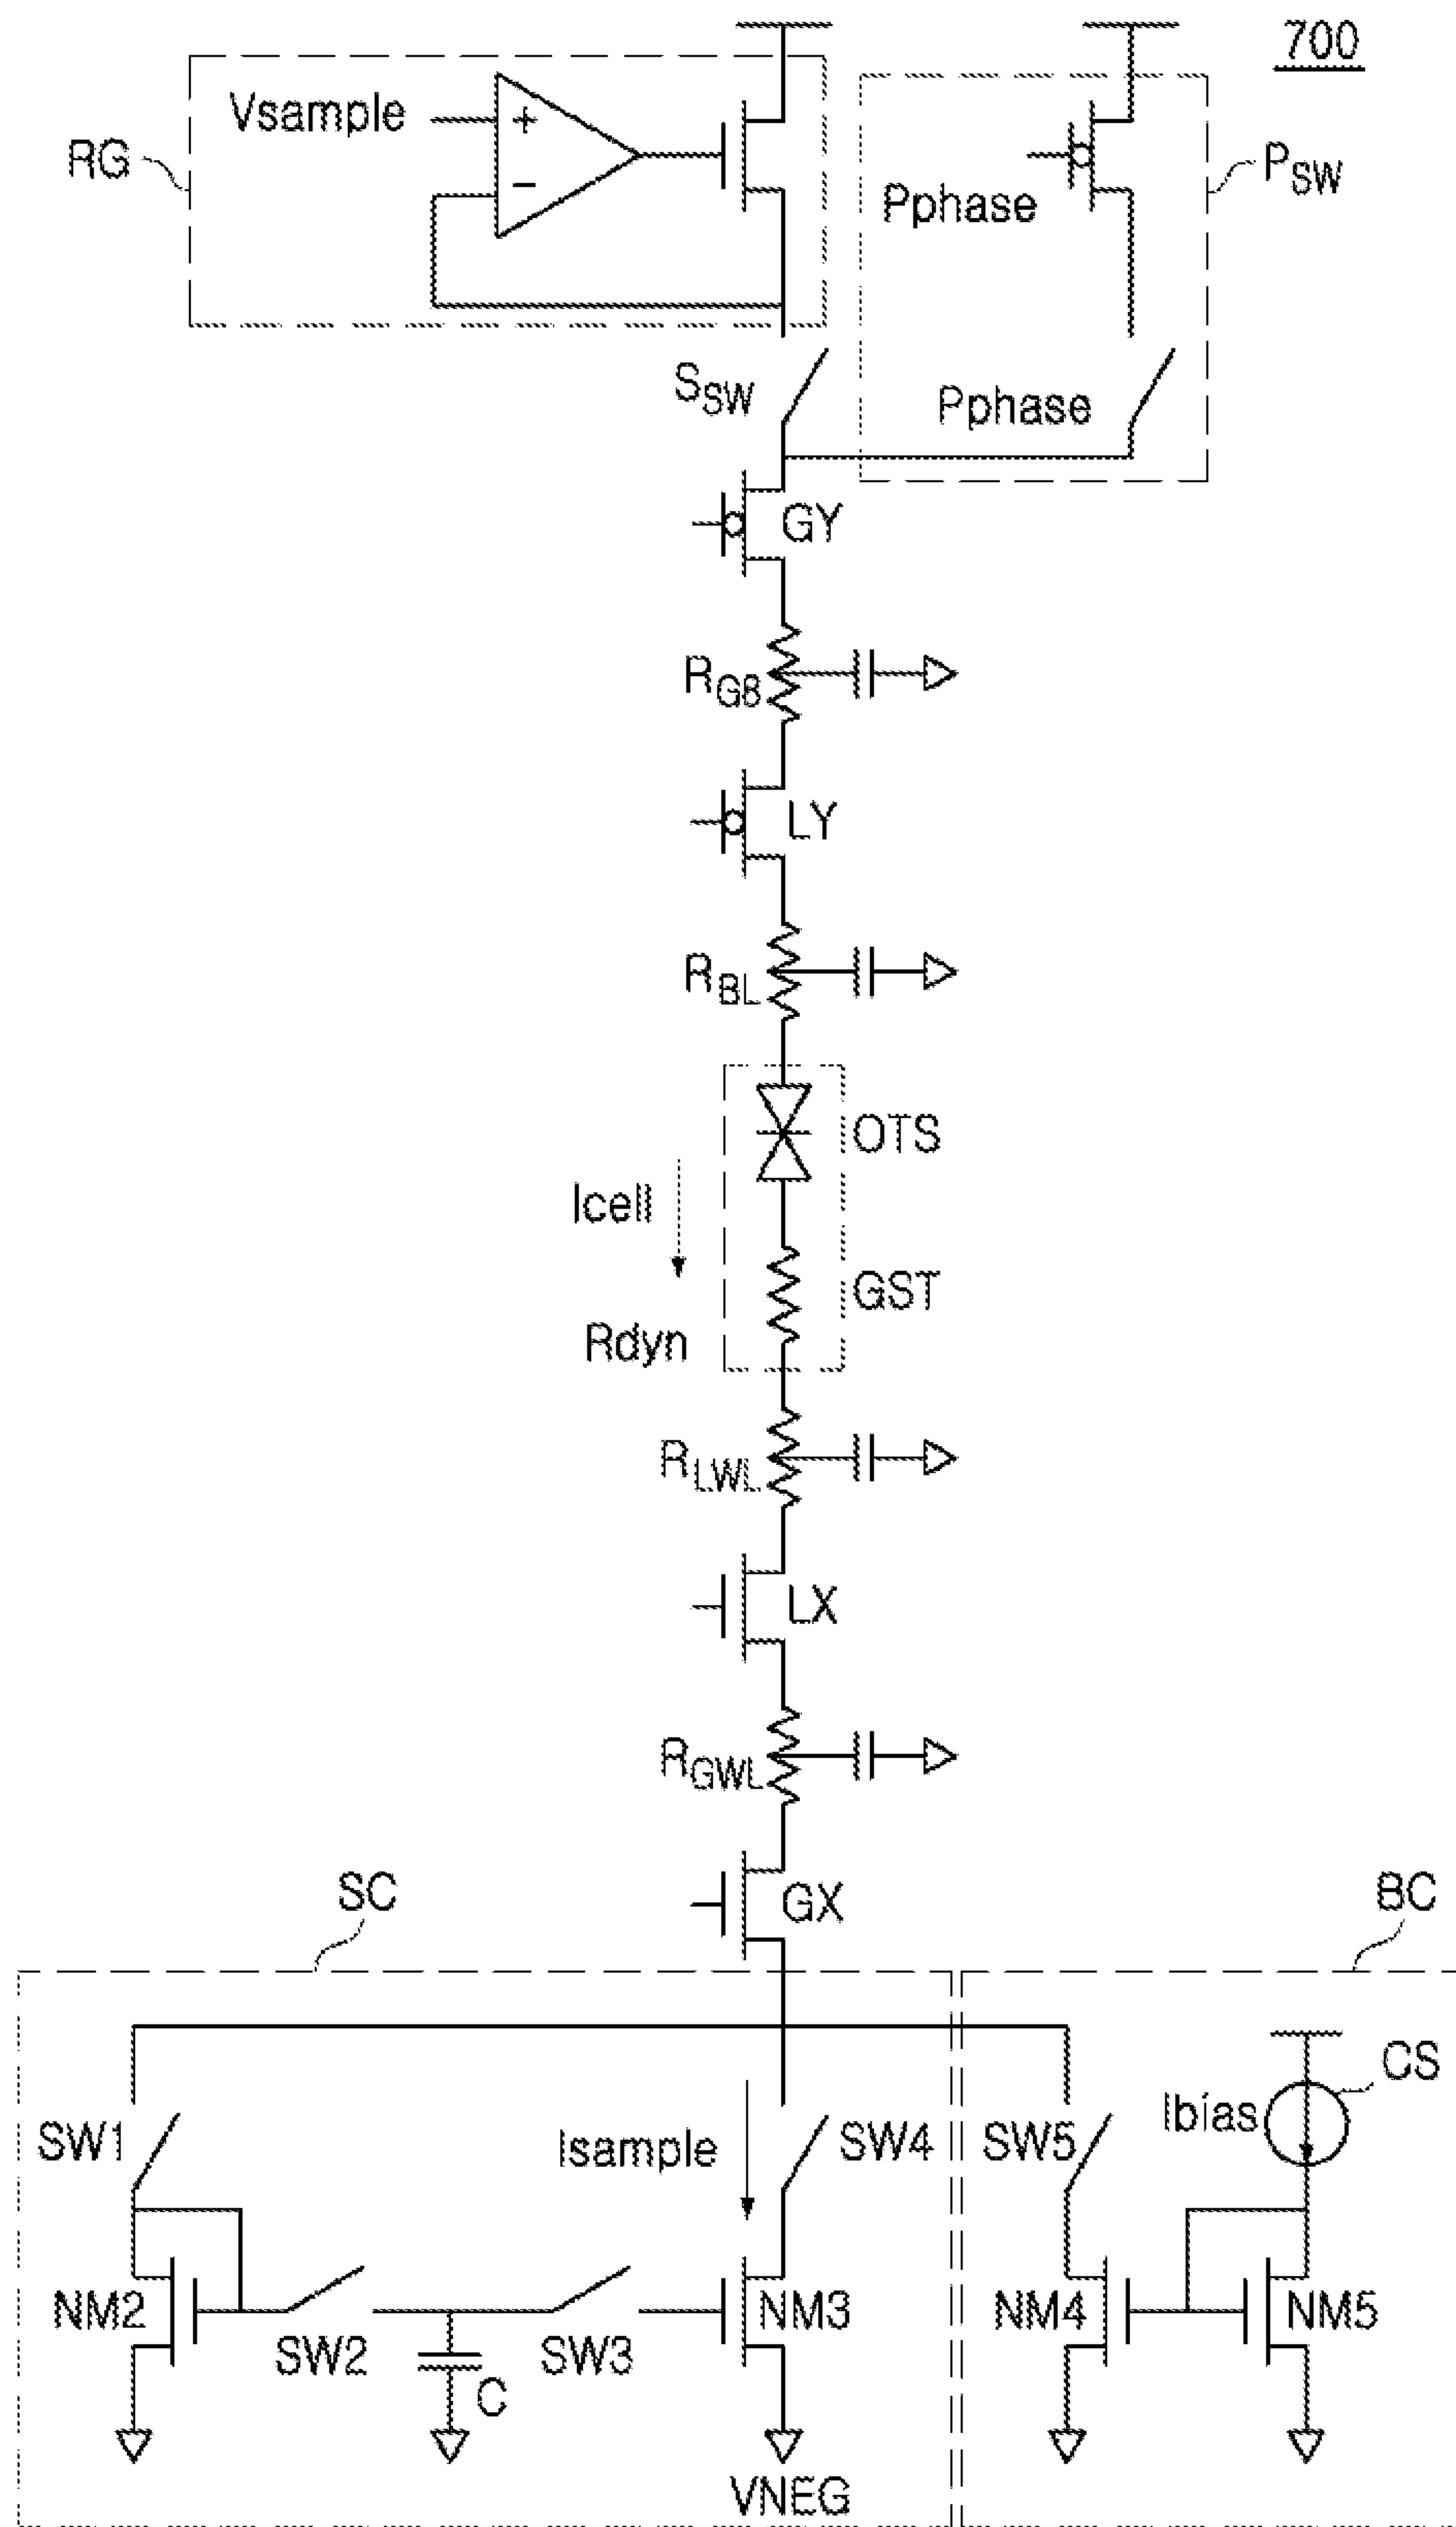 700
Vsample
+
−
RG
Pphase
PSW
SSW
Pphase
GY
RG8
LY
RBL
OTS
Icell
GST
Rdyn
RLWL
LX
RGWL
GX
SC
BC
CS
Ibias
SW1
Isample
SW4
SW5
NM2
SW2
C
SW3
NM3
NM4
NM5
VNEG